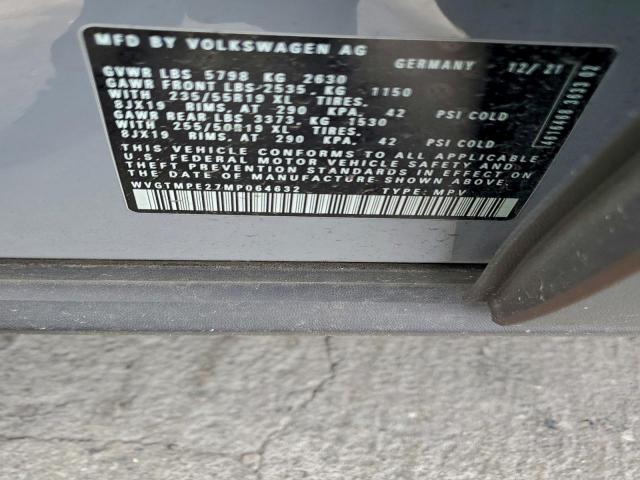 MFD BY VOLKSWAGEN AG
GERMANY 12/21
GVWR LBS 5798 KG 2630
GAWR FRONT LBS/2535 KG 1150
WITH 235/55R19 XL TIRES.
8JX19 RIMS, AT 290 KPA. 42 PSI COLD
GAWR REAR LBS 3373 KG 1530
WITH 255/50R19 XL TIRES.
8JX19 RIMS, AT 290 KPA. 42 PSI COLD
THIS VEHICLE CONFORMS TO ALL APPLICABLE
U.S. FEDERAL MOTOR VEHICLE SAFETY AND
THEFT PREVENTION STANDARDS IN EFFECT ON
THE DATE OF MANUFACTURE SHOWN ABOVE.
WVGTMPE27MP064632 TYPE: MPV